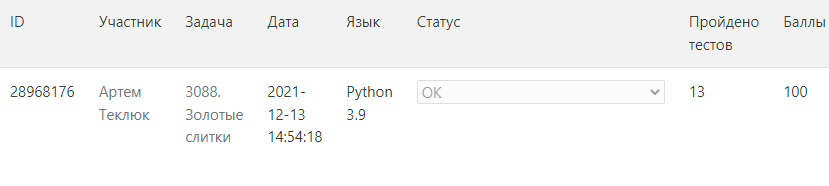 ID Участник Задача Дата Язык Статус Пройдено тестов Баллы
28968176 Артем Теклюк 3088. Золотые слитки 2021-12-13 14:54:18 Python 3.9 OK 13 100